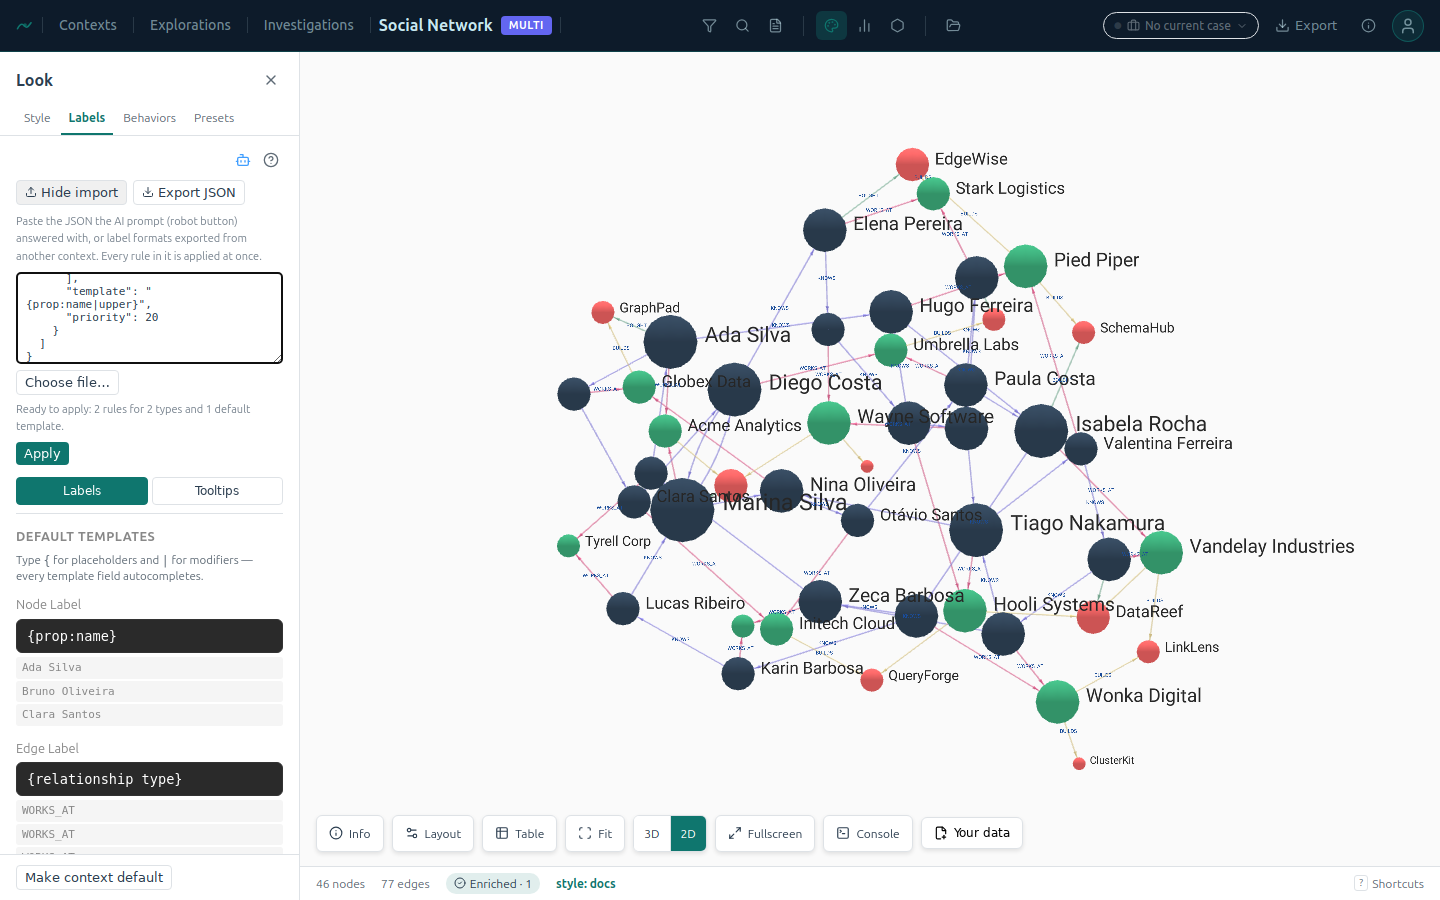 Contexts
Explorations
Investigations
Social Network MULTI
No current case
Export
Look
Style
Labels
Behaviors
Presets
Hide import
Export JSON
Paste the JSON the AI prompt (robot button)
answered with, or label formats exported from
another context. Every rule in it is applied at once.
],
"template": "
{prop:name|upper}",
"priority": 20
}
]
}
Choose file...
Ready to apply: 2 rules for 2 types and 1 default
template.
Apply
Labels
Tooltips
DEFAULT TEMPLATES
Type { for placeholders and | for modifiers —
every template field autocompletes.
Node Label
{prop:name}
Ada Silva
Bruno Oliveira
Clara Santos
Edge Label
{relationship type}
WORKS_AT
WORKS_AT
Make context default
EdgeWise
Stark Logistics
Elena Pereira
Pied Piper
GraphPad
Hugo Ferreira
SchemaHub
Ada Silva
Umbrella Labs
Globex Data
Diego Costa
Paula Costa
Acme Analytics
Wayne Software
Isabela Rocha
Valentina Ferreira
Nina Oliveira
Clara Santos
Marina Silva
Otávio Santos
Tiago Nakamura
Tyrell Corp
Vandelay Industries
Lucas Ribeiro
Zeca Barbosa
Hooli Systems
DataReef
Initech Cloud
LinkLens
Karin Barbosa
QueryForge
Wonka Digital
ClusterKit
Info
Layout
Table
Fit
3D
2D
Fullscreen
Console
Your data
46 nodes
77 edges
Enriched · 1
style: docs
? Shortcuts